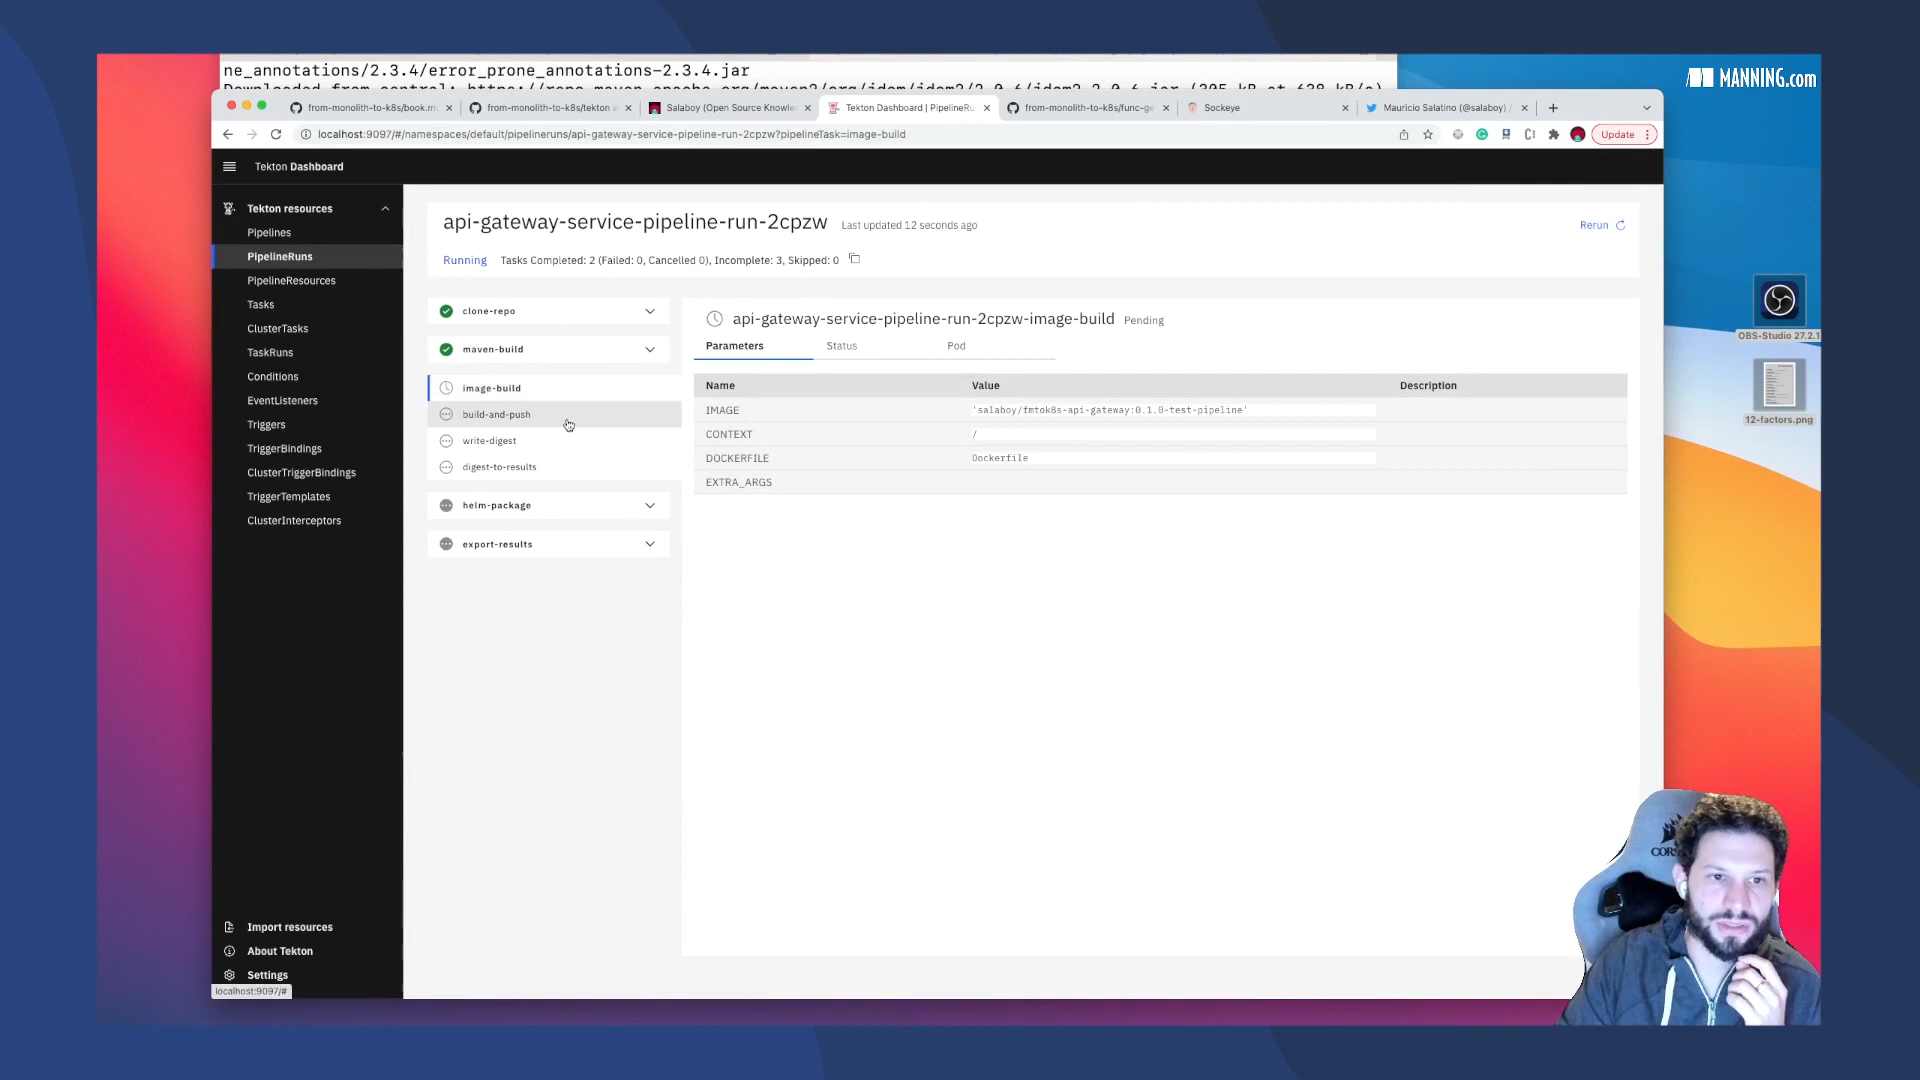 MANNING.com
ne_annotations/2.3.4/error_prone_annotations-2.3.4.jar
from-monolith-to-k8s/book.m
from-monolith-to-k8s/tekton a
Salaboy (Open Source Knowle
Tekton Dashboard | PipelineRu
from-monolith-to-k8s/func-ge
Sockeye
Mauricio Salatino (@salaboy) /
localhost:9097/#/namespaces/default/pipelineruns/api-gateway-service-pipeline-run-2cpzw?pipelineTask=image-build
Update
Tekton Dashboard
Tekton resources
Pipelines
PipelineRuns
PipelineResources
Tasks
ClusterTasks
TaskRuns
Conditions
EventListeners
Triggers
TriggerBindings
ClusterTriggerBindings
TriggerTemplates
ClusterInterceptors
Import resources
About Tekton
Settings
localhost:9097/#
api-gateway-service-pipeline-run-2cpzw Last updated 12 seconds ago
Rerun
Running Tasks Completed: 2 (Failed: 0, Cancelled 0), Incomplete: 3, Skipped: 0
clone-repo
maven-build
image-build
build-and-push
write-digest
digest-to-results
helm-package
export-results
api-gateway-service-pipeline-run-2cpzw-image-build Pending
Parameters Status Pod
Name Value Description
IMAGE 'salaboy/fmtok8s-api-gateway:0.1.0-test-pipeline'
CONTEXT /
DOCKERFILE Dockerfile
EXTRA_ARGS
OBS-Studio 27.2.1
12-factors.png
CORS